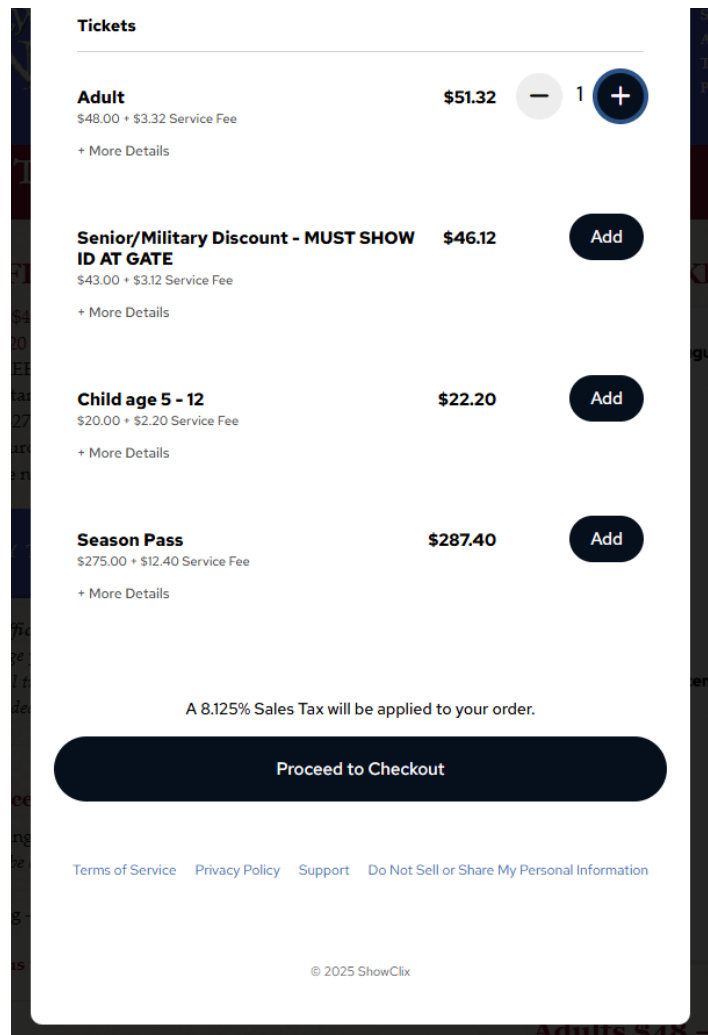 Tickets
Adult
$51.32
1
$48.00 + $3.32 Service Fee
+ More Details
Senior/Military Discount - MUST SHOW
ID AT GATE
$46.12
Add
$43.00 + $3.12 Service Fee
+ More Details
Child age 5 - 12
$22.20
Add
$20.00 + $2.20 Service Fee
+ More Details
Season Pass
$287.40
Add
$275.00 + $12.40 Service Fee
+ More Details
A 8.125% Sales Tax will be applied to your order.
Proceed to Checkout
Terms of Service Privacy Policy Support Do Not Sell or Share My Personal Information
© 2025 ShowClix
Adults $48